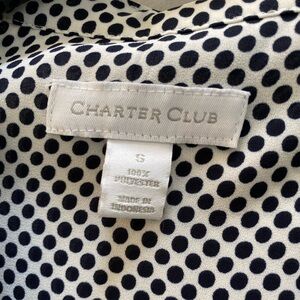 CHARTER CLUB
S
100%
POLYESTER
MADE IN
INDONESIA